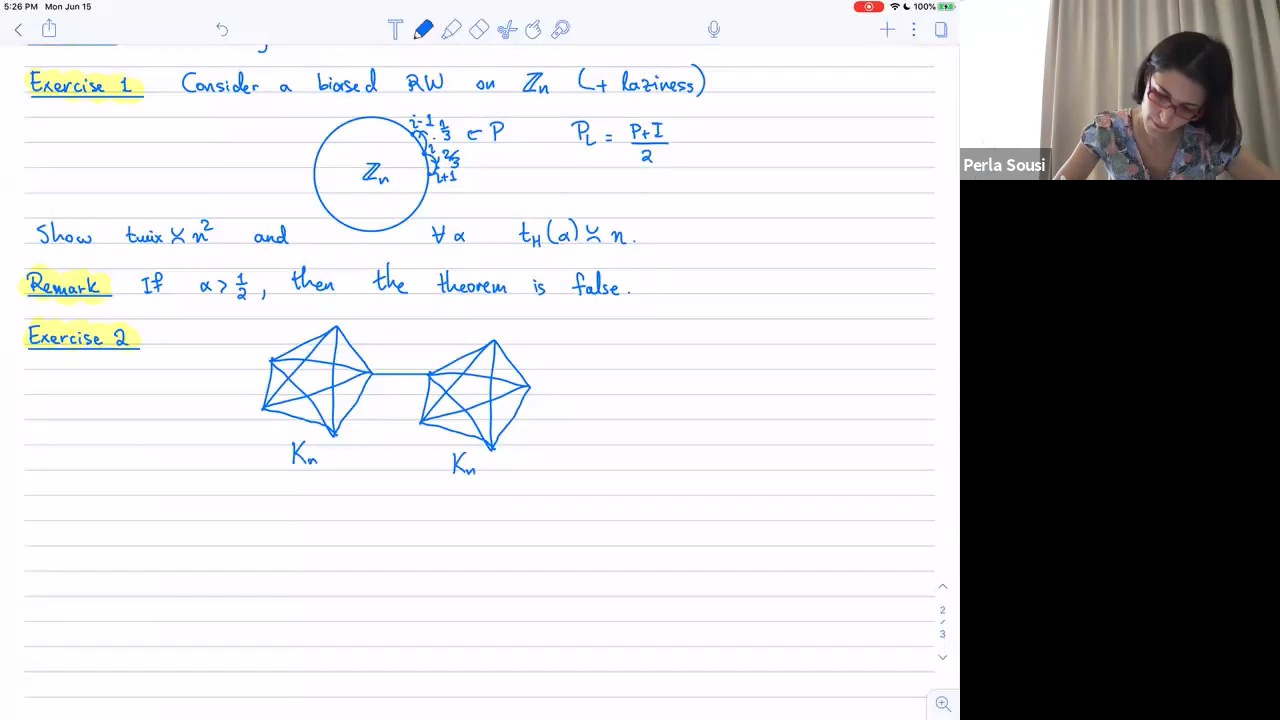 5:26 PM Mon Jun 15
100%
Exercise 1 Consider a biased RW on ℤn (+ laziness)
i-1 1/3 P P_L = (P+I)/2
i 2/3
ℤn
i+1
Show tmix ≍ n² and ∀ α t_H(α) ≍ n.
Remark If α > 1/2, then the theorem is false.
Exercise 2
Kn Kn
2
/
3
Perla Sousi